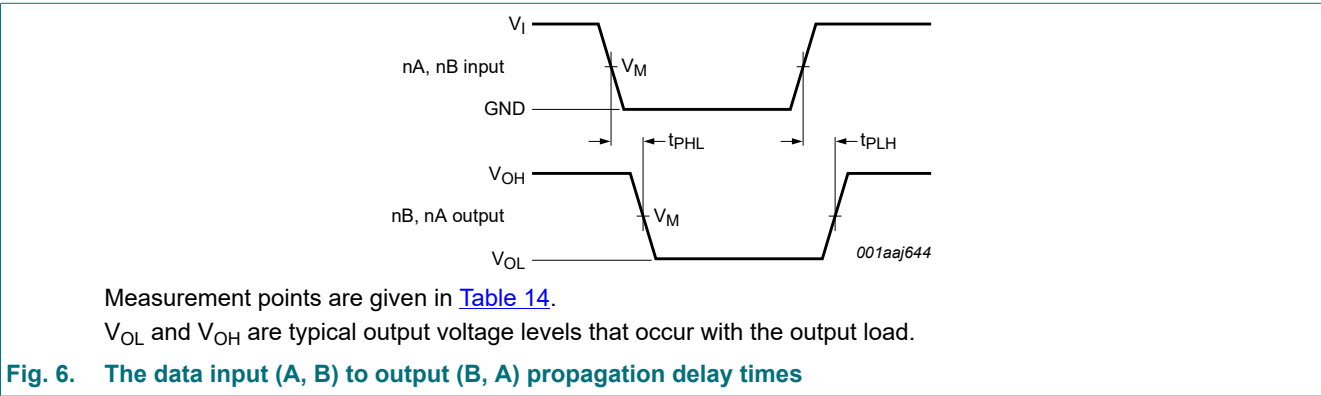 V_I
nA, nB input
V_M
GND
t_PHL
t_PLH
V_OH
nB, nA output
V_M
V_OL
001aaj644
Measurement points are given in Table 14.
V_OL and V_OH are typical output voltage levels that occur with the output load.
Fig. 6. The data input (A, B) to output (B, A) propagation delay times